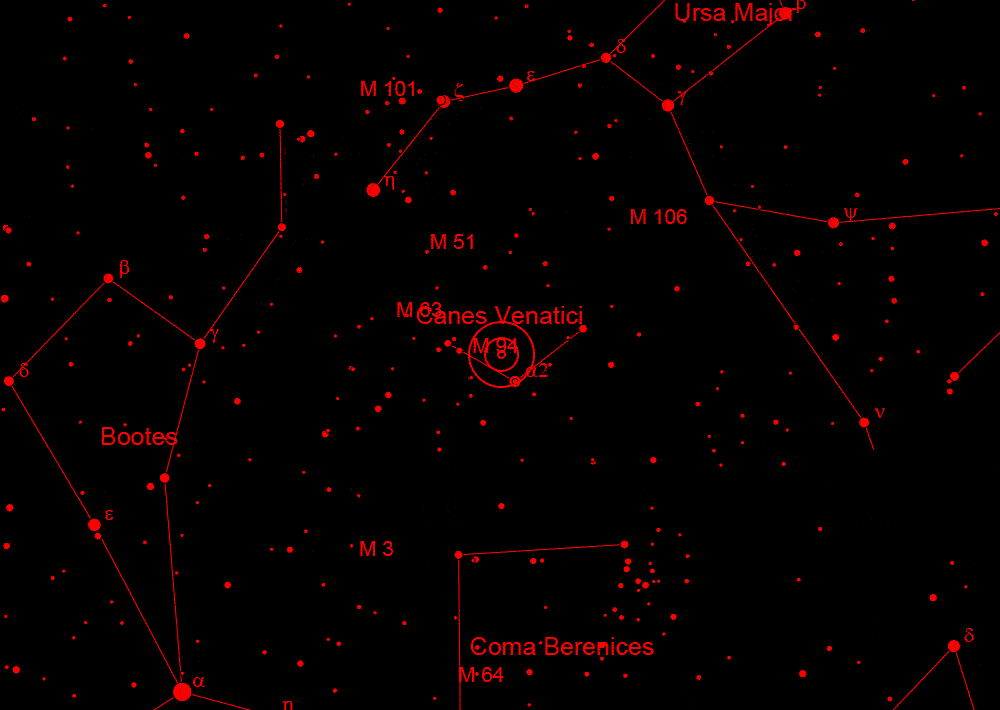 Ursa Major
β
δ
ε
M 101
ζ
γ
η
ψ
M 106
M 51
β
M 63
Canes Venatici
γ
M 94
α2
δ
ν
Bootes
ε
M 3
δ
Coma Berenices
M 64
α
η